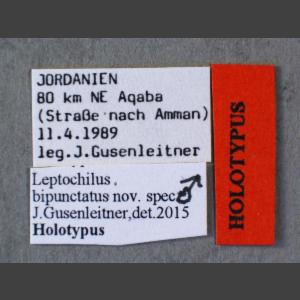 JORDANIEN
80 km NE Aqaba
(Straße nach Amman)
11.4.1989
leg.J.Gusenleitner
Leptochilus
bipunctatus nov. spec. ♂
J.Gusenleitner,det.2015
Holotypus
HOLOTYPUS